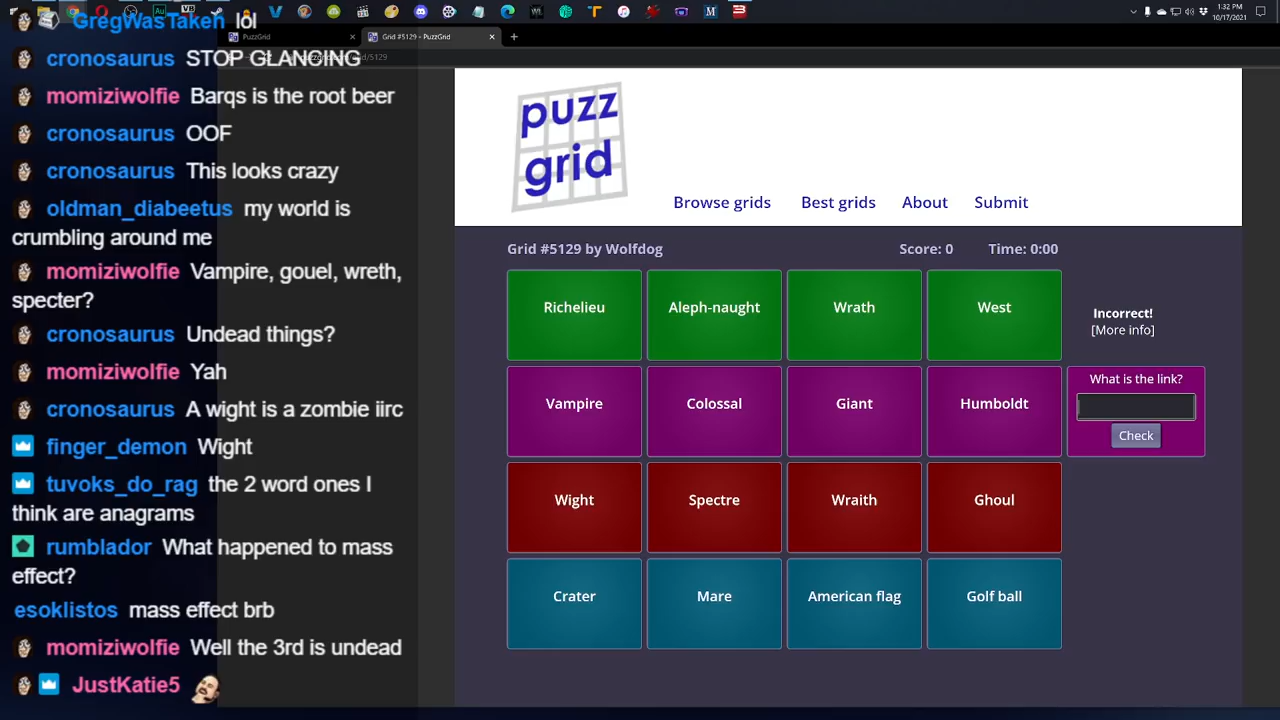 GregWasTaken lol
cronosaurus STOP GLANCING
momiziwolfie Barqs is the root beer
cronosaurus OOF
cronosaurus This looks crazy
oldman_diabeetus my world is
crumbling around me
momiziwolfie Vampire, gouel, wreth,
specter?
cronosaurus Undead things?
momiziwolfie Yah
cronosaurus A wight is a zombie iirc
finger_demon Wight
tuvoks_do_rag the 2 word ones I
think are anagrams
rumblador What happened to mass
effect?
esoklistos mass effect brb
momiziwolfie Well the 3rd is undead
JustKatie5
1:32 PM
10/17/2021
PuzzGrid
Grid #5129 - PuzzGrid
puzz
grid
Browse grids Best grids About Submit
Grid #5129 by Wolfdog Score: 0 Time: 0:00
Richelieu Aleph-naught Wrath West
Incorrect!
[More info]
Vampire Colossal Giant Humboldt
What is the link?
Check
Wight Spectre Wraith Ghoul
Crater Mare American flag Golf ball